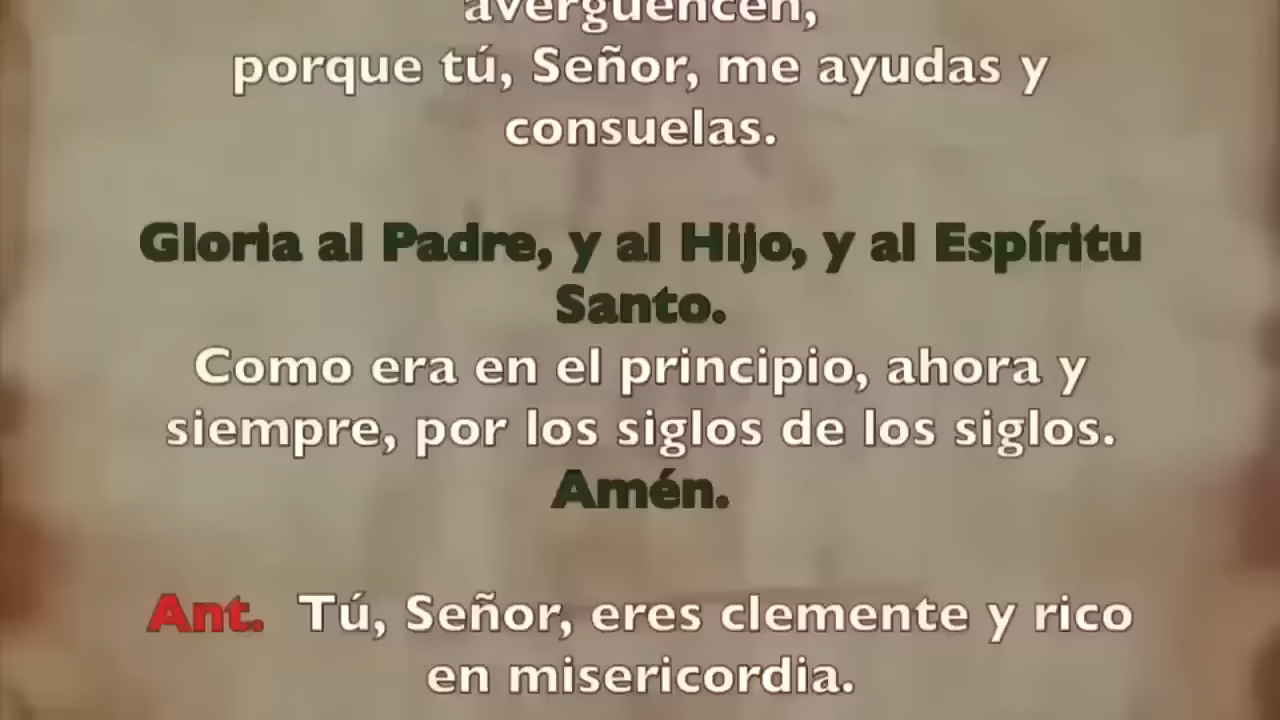 avergüencen,
porque tú, Señor, me ayudas y
consuelas.
Gloria al Padre, y al Hijo, y al Espíritu
Santo.
Como era en el principio, ahora y
siempre, por los siglos de los siglos.
Amén.
Ant. Tú, Señor, eres clemente y rico
en misericordia.